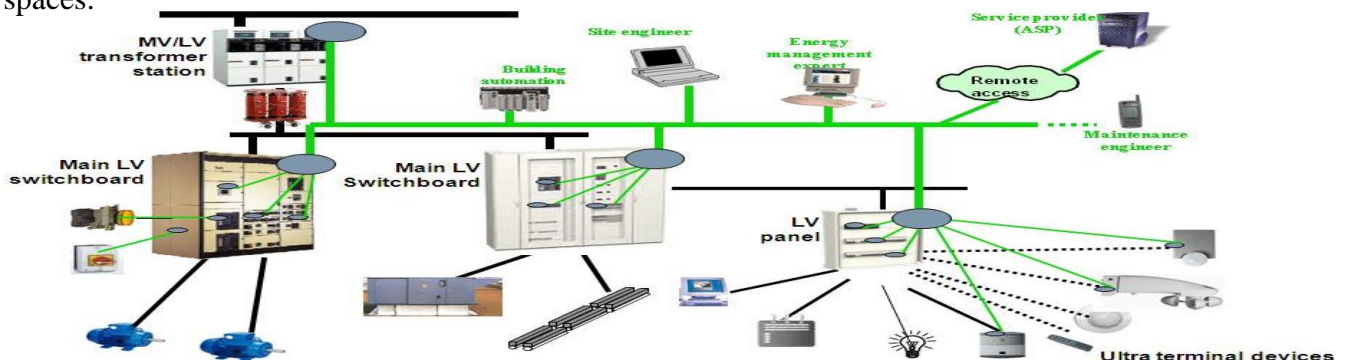 spaces.
MV/LV
transformer
station
Building
automation
Site engineer
Energy
management
expert
Service provider
(ASP)
Remote
access
Maintenance
engineer
Main LV
switchboard
Main LV
Switchboard
LV
panel
Ultra terminal devices